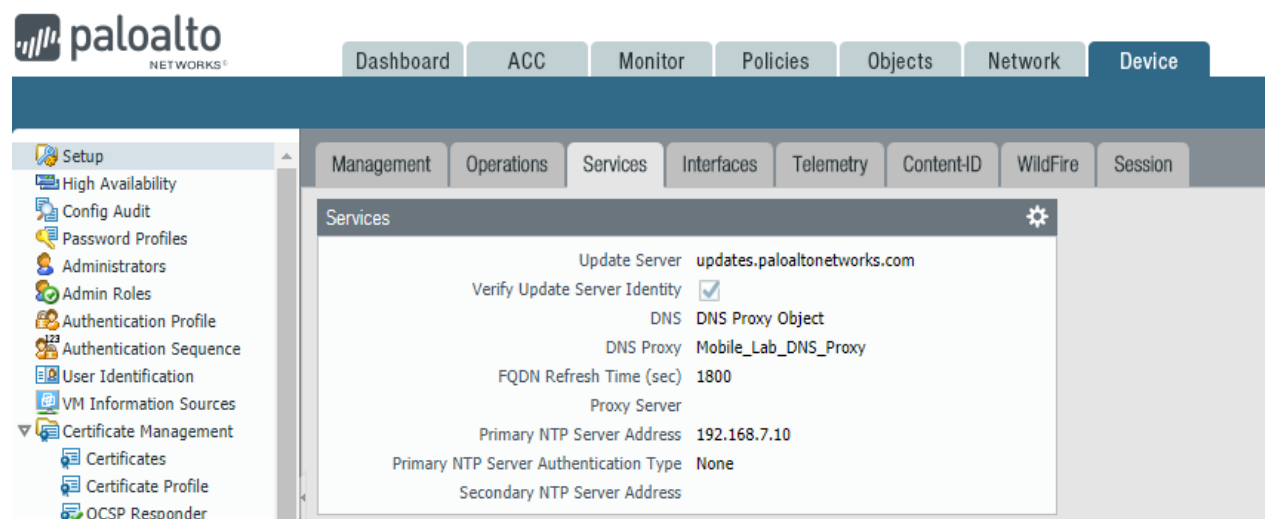 paloalto
NETWORKS®
Dashboard ACC Monitor Policies Objects Network Device
Setup
High Availability
Config Audit
Password Profiles
Administrators
Admin Roles
Authentication Profile
123
Authentication Sequence
User Identification
VM Information Sources
Certificate Management
Certificates
Certificate Profile
OCSP Responder
Management Operations Services Interfaces Telemetry Content-ID WildFire Session
Services
Update Server updates.paloaltonetworks.com
Verify Update Server Identity
DNS DNS Proxy Object
DNS Proxy Mobile_Lab_DNS_Proxy
FQDN Refresh Time (sec) 1800
Proxy Server
Primary NTP Server Address 192.168.7.10
Primary NTP Server Authentication Type None
Secondary NTP Server Address